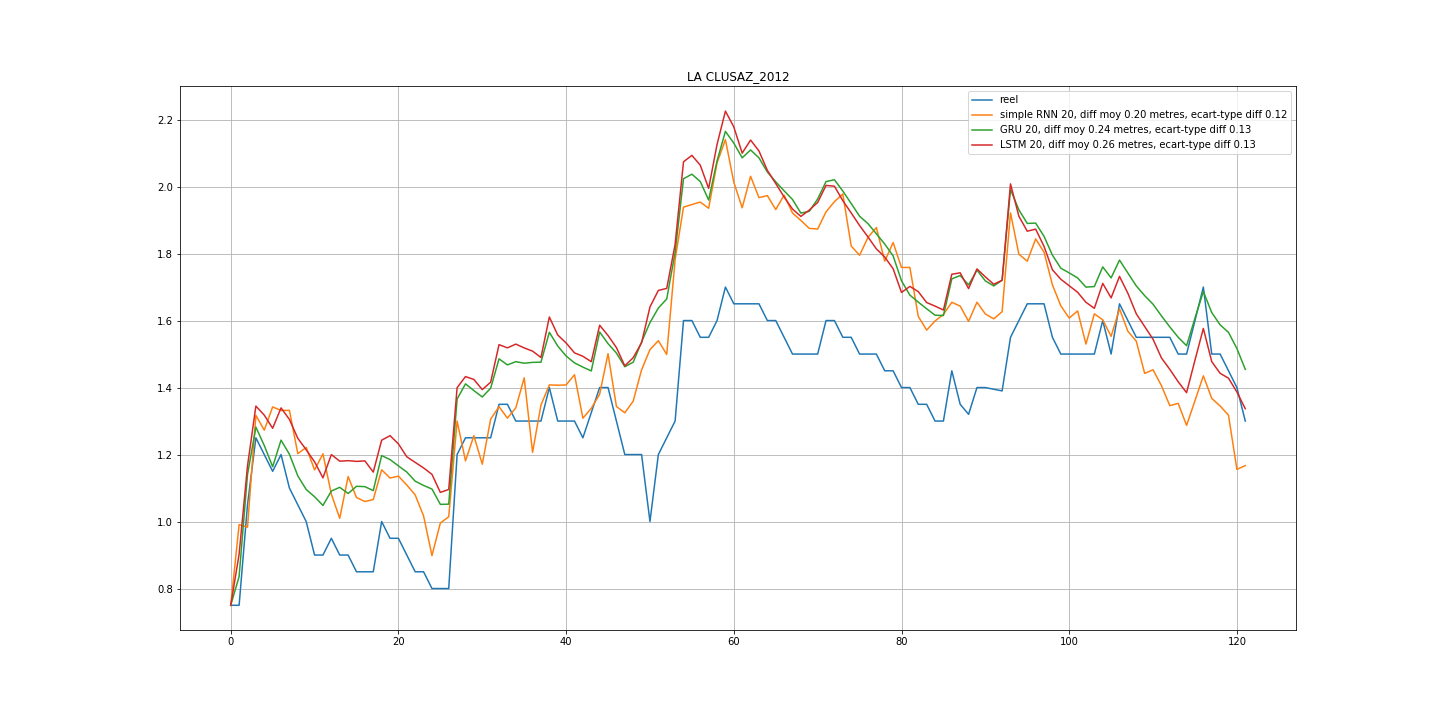 LA CLUSAZ_2012
reel
simple RNN 20, diff moy 0.20 metres, ecart-type diff 0.12
GRU 20, diff moy 0.24 metres, ecart-type diff 0.13
LSTM 20, diff moy 0.26 metres, ecart-type diff 0.13
2.2
2.0
1.8
1.6
1.4
1.2
1.0
0.8
0 20 40 60 80 100 120